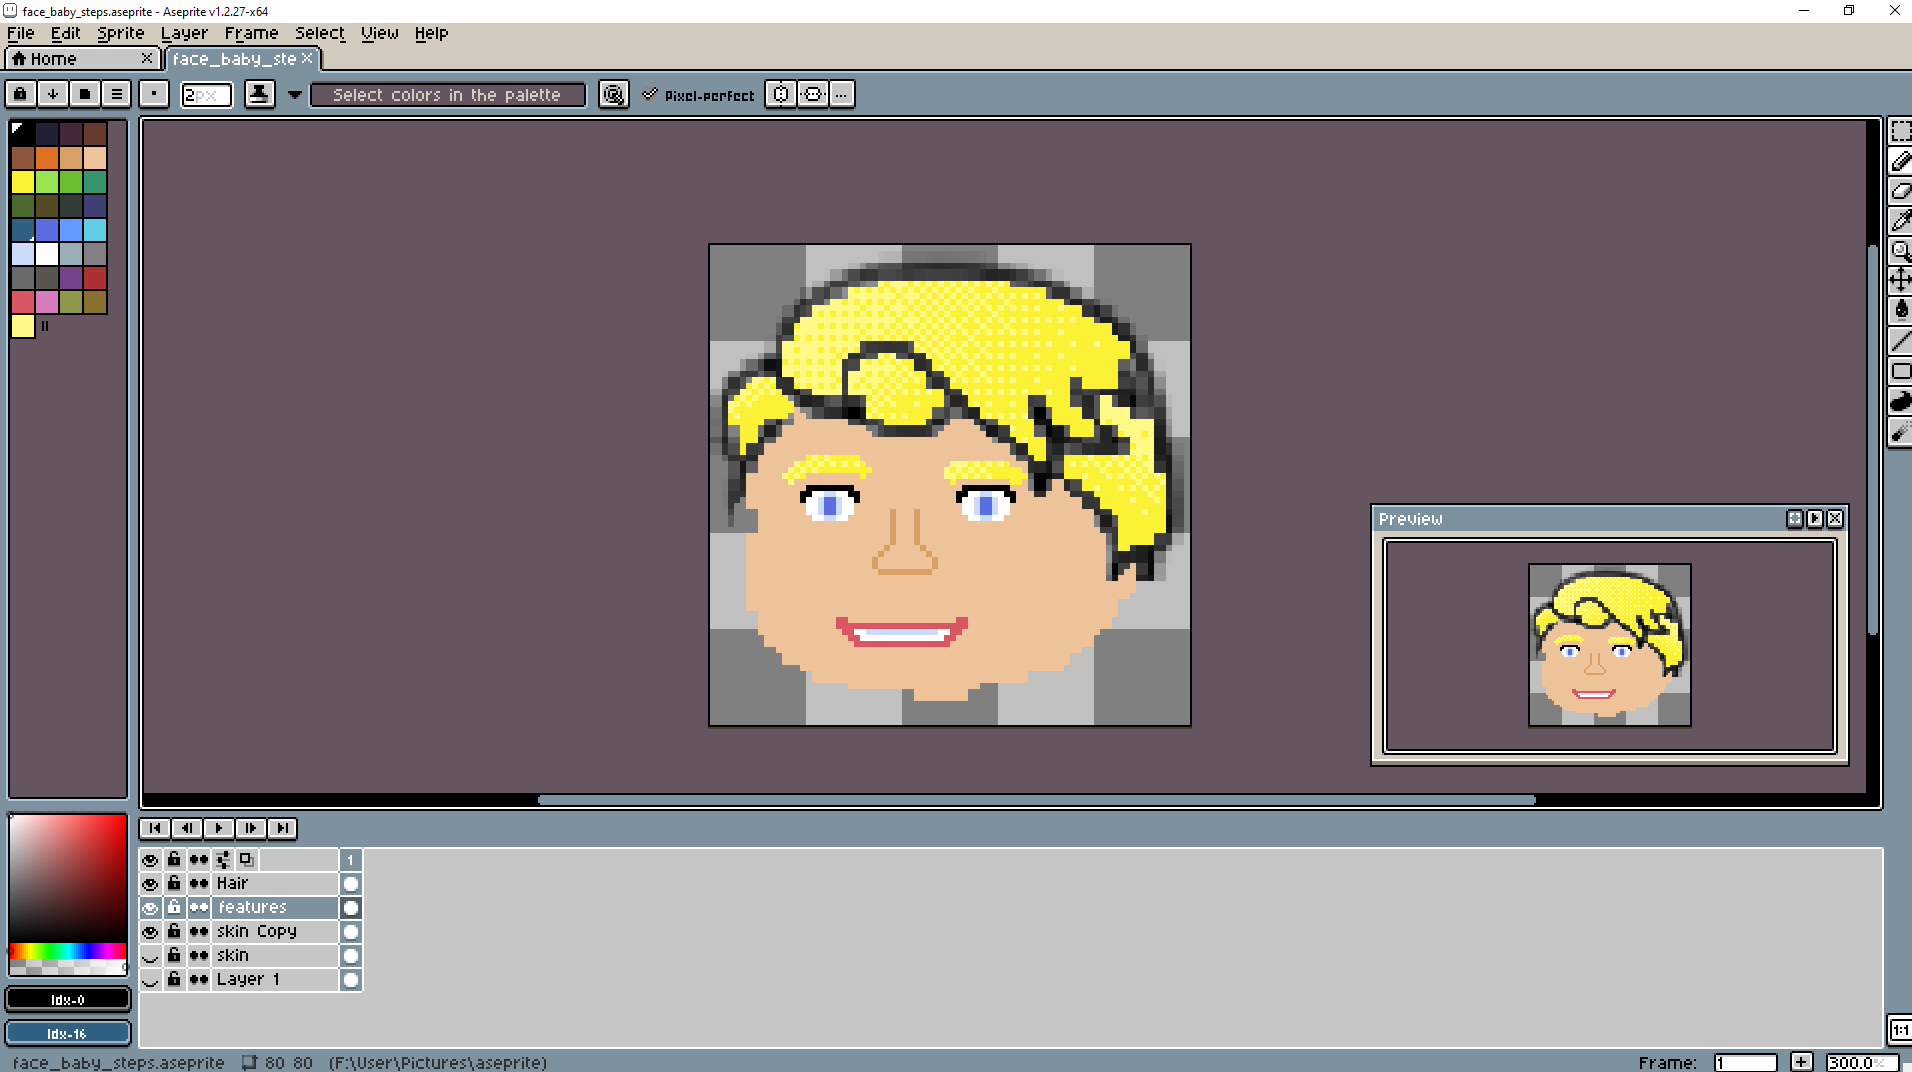 face_baby_steps.aseprite - Aseprite v1.2.27-x64
File Edit Sprite Layer Frame Select View Help
Home face_baby_ste
2px Select colors in the palette Pixel-perfect
Preview
1
Hair
features
skin Copy
skin
Layer 1
Idx-0
Idx-16
1:1
face_baby_steps.aseprite 80 80 (F:\User\Pictures\aseprite) Frame: 1 300.0%